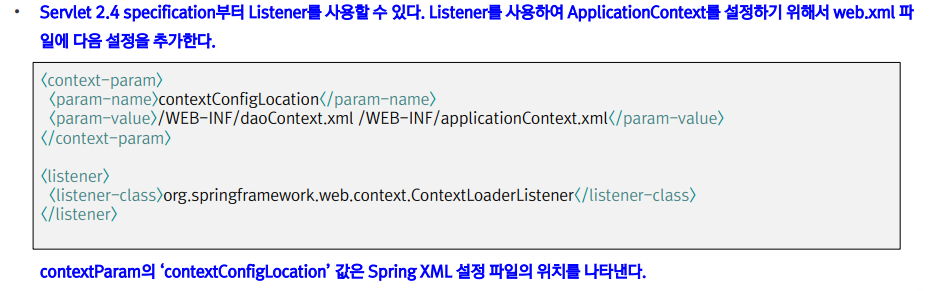 • Servlet 2.4 specification부터 Listener를 사용할 수 있다. Listener를 사용하여 ApplicationContext를 설정하기 위해서 web.xml 파
일에 다음 설정을 추가한다.
<context-param>
<param-name>contextConfigLocation</param-name>
<param-value>/WEB-INF/daoContext.xml /WEB-INF/applicationContext.xml</param-value>
</context-param>
<listener>
<listener-class>org.springframework.web.context.ContextLoaderListener</listener-class>
</listener>
contextParam의 ‘contextConfigLocation’ 값은 Spring XML 설정 파일의 위치를 나타낸다.